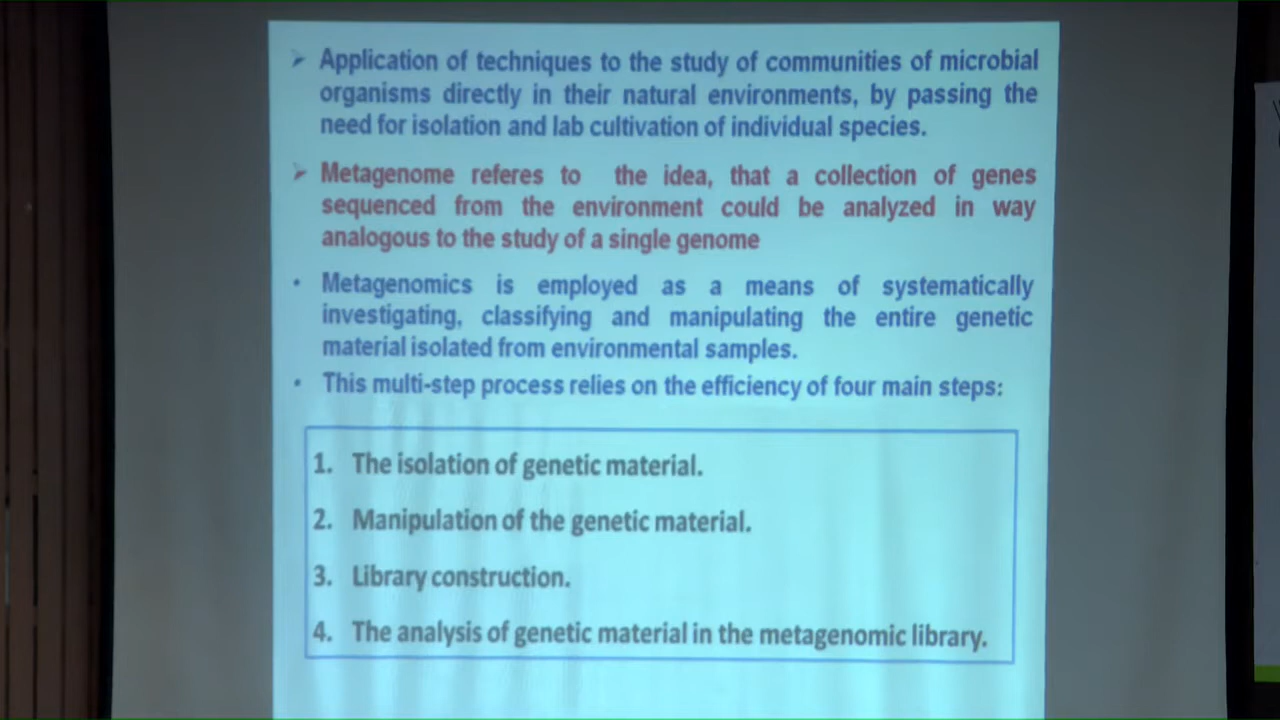 ➢ Application of techniques to the study of communities of microbial
organisms directly in their natural environments, by passing the
need for isolation and lab cultivation of individual species.
➢ Metagenome referes to the idea, that a collection of genes
sequenced from the environment could be analyzed in way
analogous to the study of a single genome
• Metagenomics is employed as a means of systematically
investigating, classifying and manipulating the entire genetic
material isolated from environmental samples.
• This multi-step process relies on the efficiency of four main steps:
1. The isolation of genetic material.
2. Manipulation of the genetic material.
3. Library construction.
4. The analysis of genetic material in the metagenomic library.